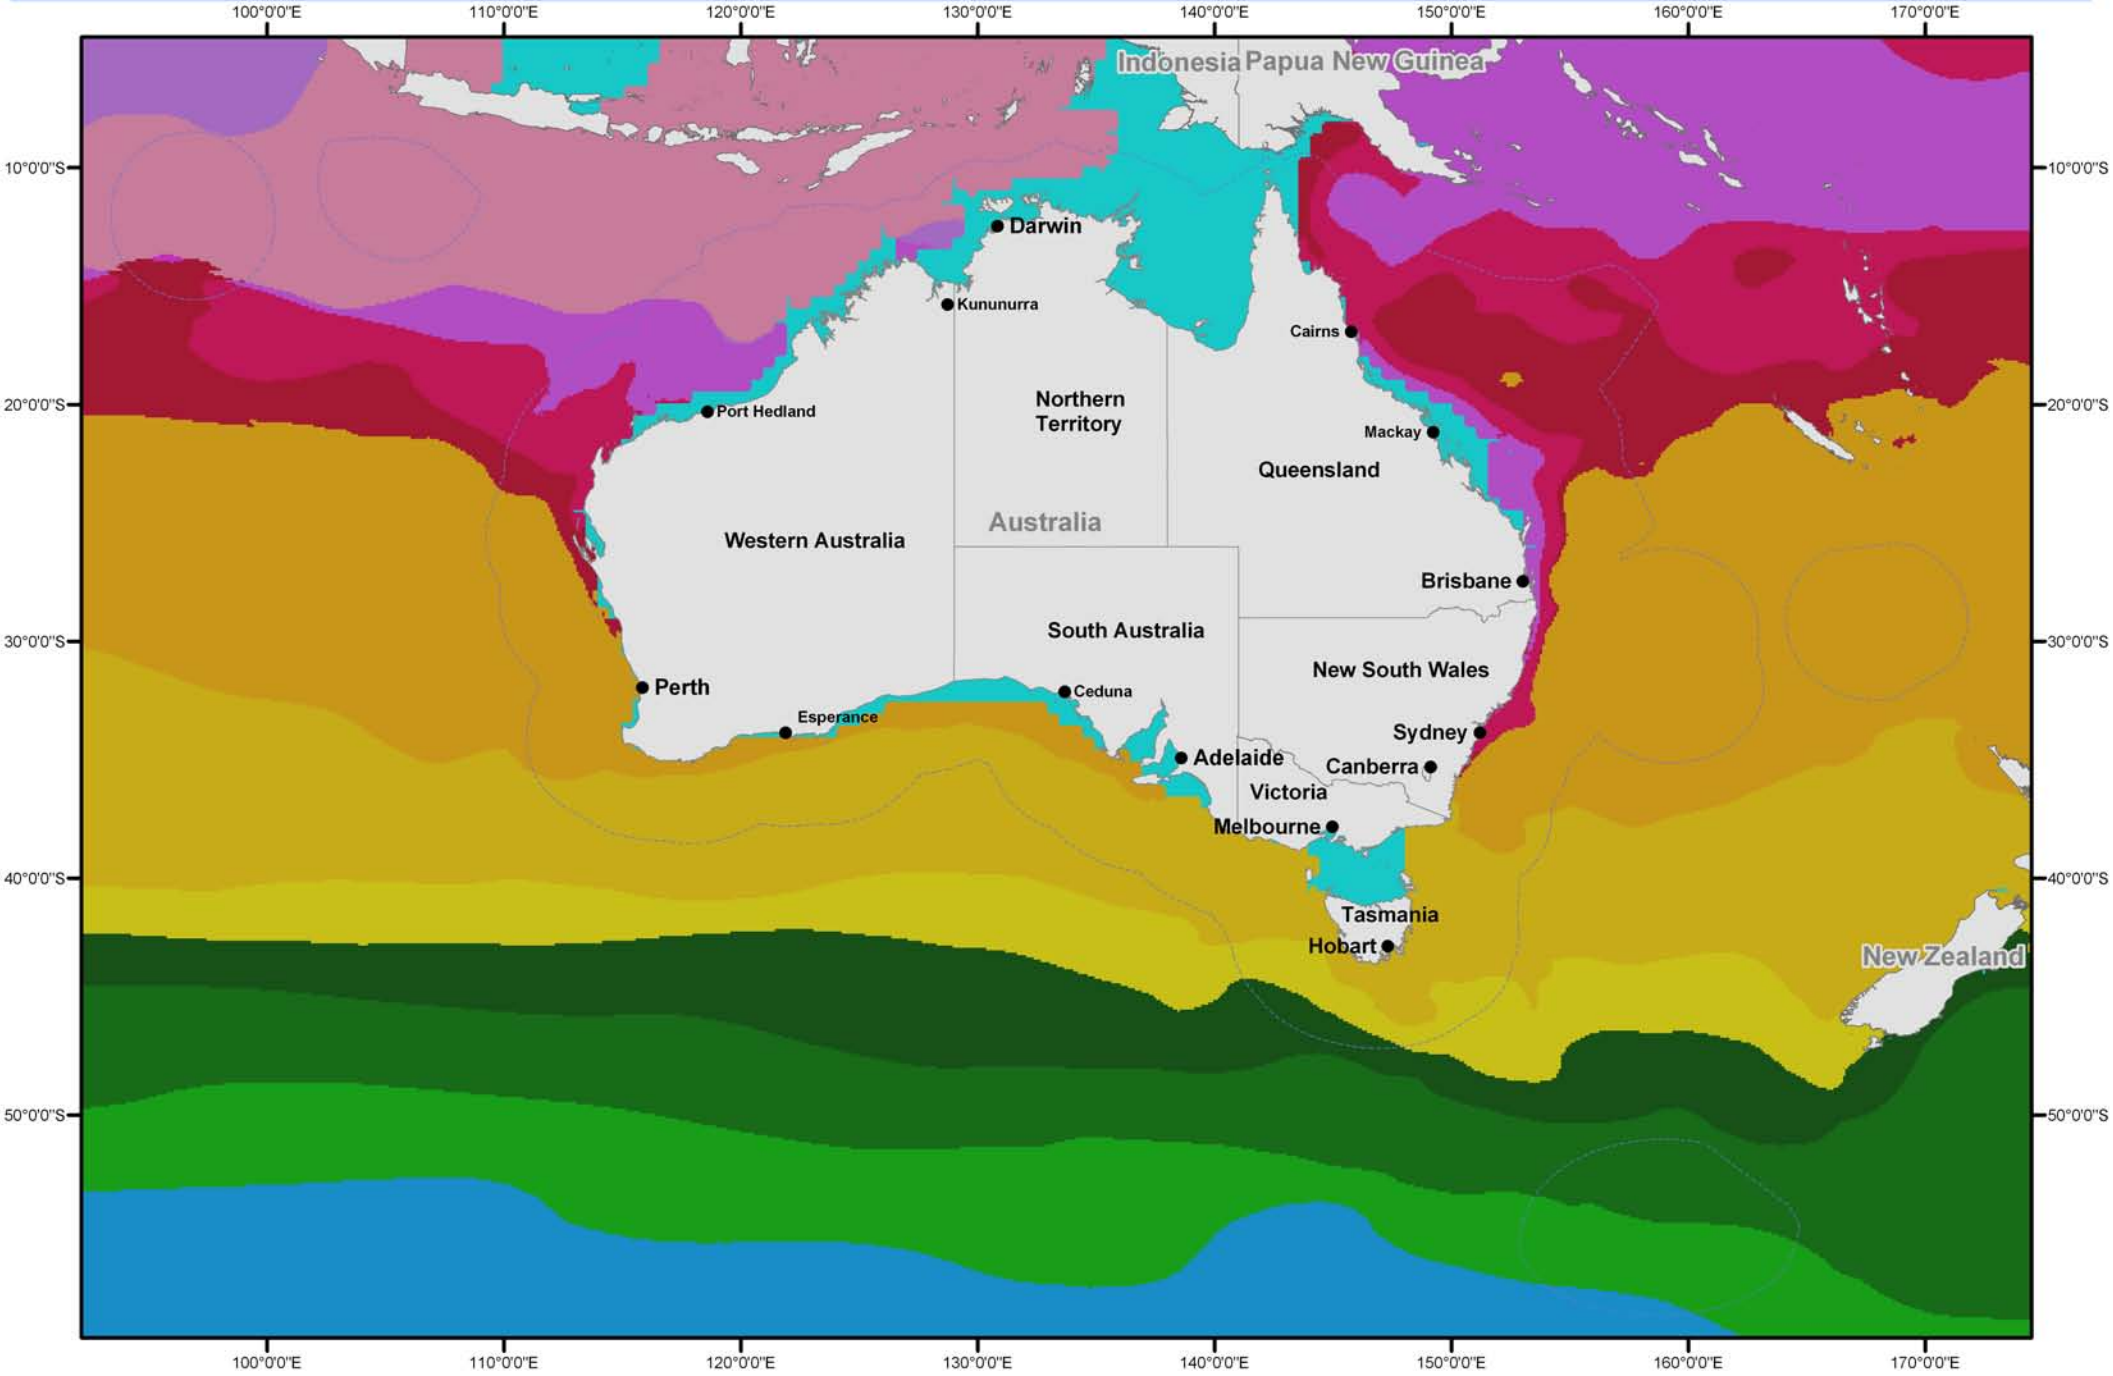 100°0'0"E 110°0'0"E 120°0'0"E 130°0'0"E 140°0'0"E 150°0'0"E 160°0'0"E 170°0'0"E
Indonesia Papua New Guinea
10°0'0"S 10°0'0"S
Darwin
Kununurra
Cairns
Northern
Territory
20°0'0"S Port Hedland 20°0'0"S
Mackay
Queensland
Australia
Western Australia
Brisbane
South Australia
30°0'0"S 30°0'0"S
New South Wales
Perth
Ceduna
Esperance
Sydney
Adelaide
Canberra
Victoria
Melbourne
40°0'0"S 40°0'0"S
Tasmania
Hobart
New Zealand
50°0'0"S 50°0'0"S
100°0'0"E 110°0'0"E 120°0'0"E 130°0'0"E 140°0'0"E 150°0'0"E 160°0'0"E 170°0'0"E